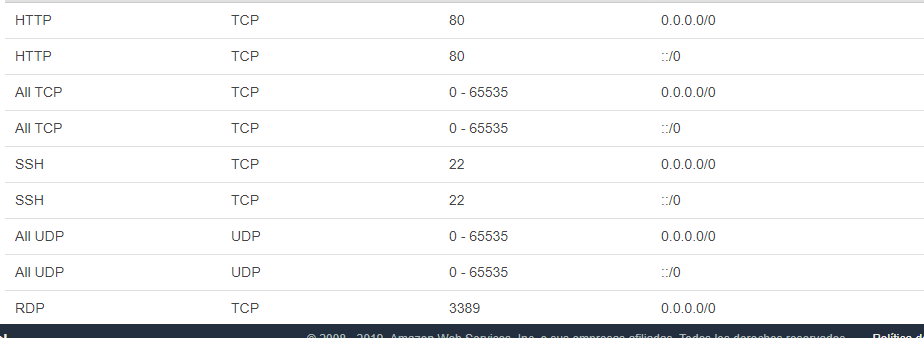 HTTP TCP 80 0.0.0.0/0
HTTP TCP 80 ::/0
All TCP TCP 0 - 65535 0.0.0.0/0
All TCP TCP 0 - 65535 ::/0
SSH TCP 22 0.0.0.0/0
SSH TCP 22 ::/0
All UDP UDP 0 - 65535 0.0.0.0/0
All UDP UDP 0 - 65535 ::/0
RDP TCP 3389 0.0.0.0/0
© 2008 - 2019, Amazon Web Services, Inc. o sus empresas afiliadas. Todos los derechos reservados. Política d